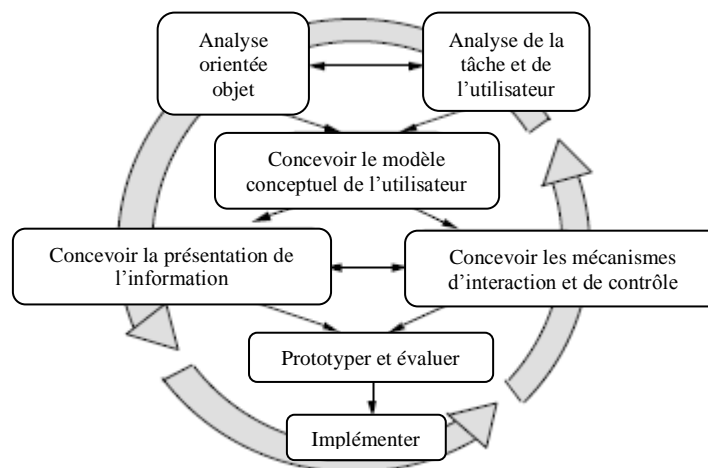 Analyse
orientée
objet
Analyse de la
tâche et de
l’utilisateur
Concevoir le modèle
conceptuel de l’utilisateur
Concevoir la présentation de
l’information
Concevoir les mécanismes
d’interaction et de contrôle
Prototyper et évaluer
Implémenter